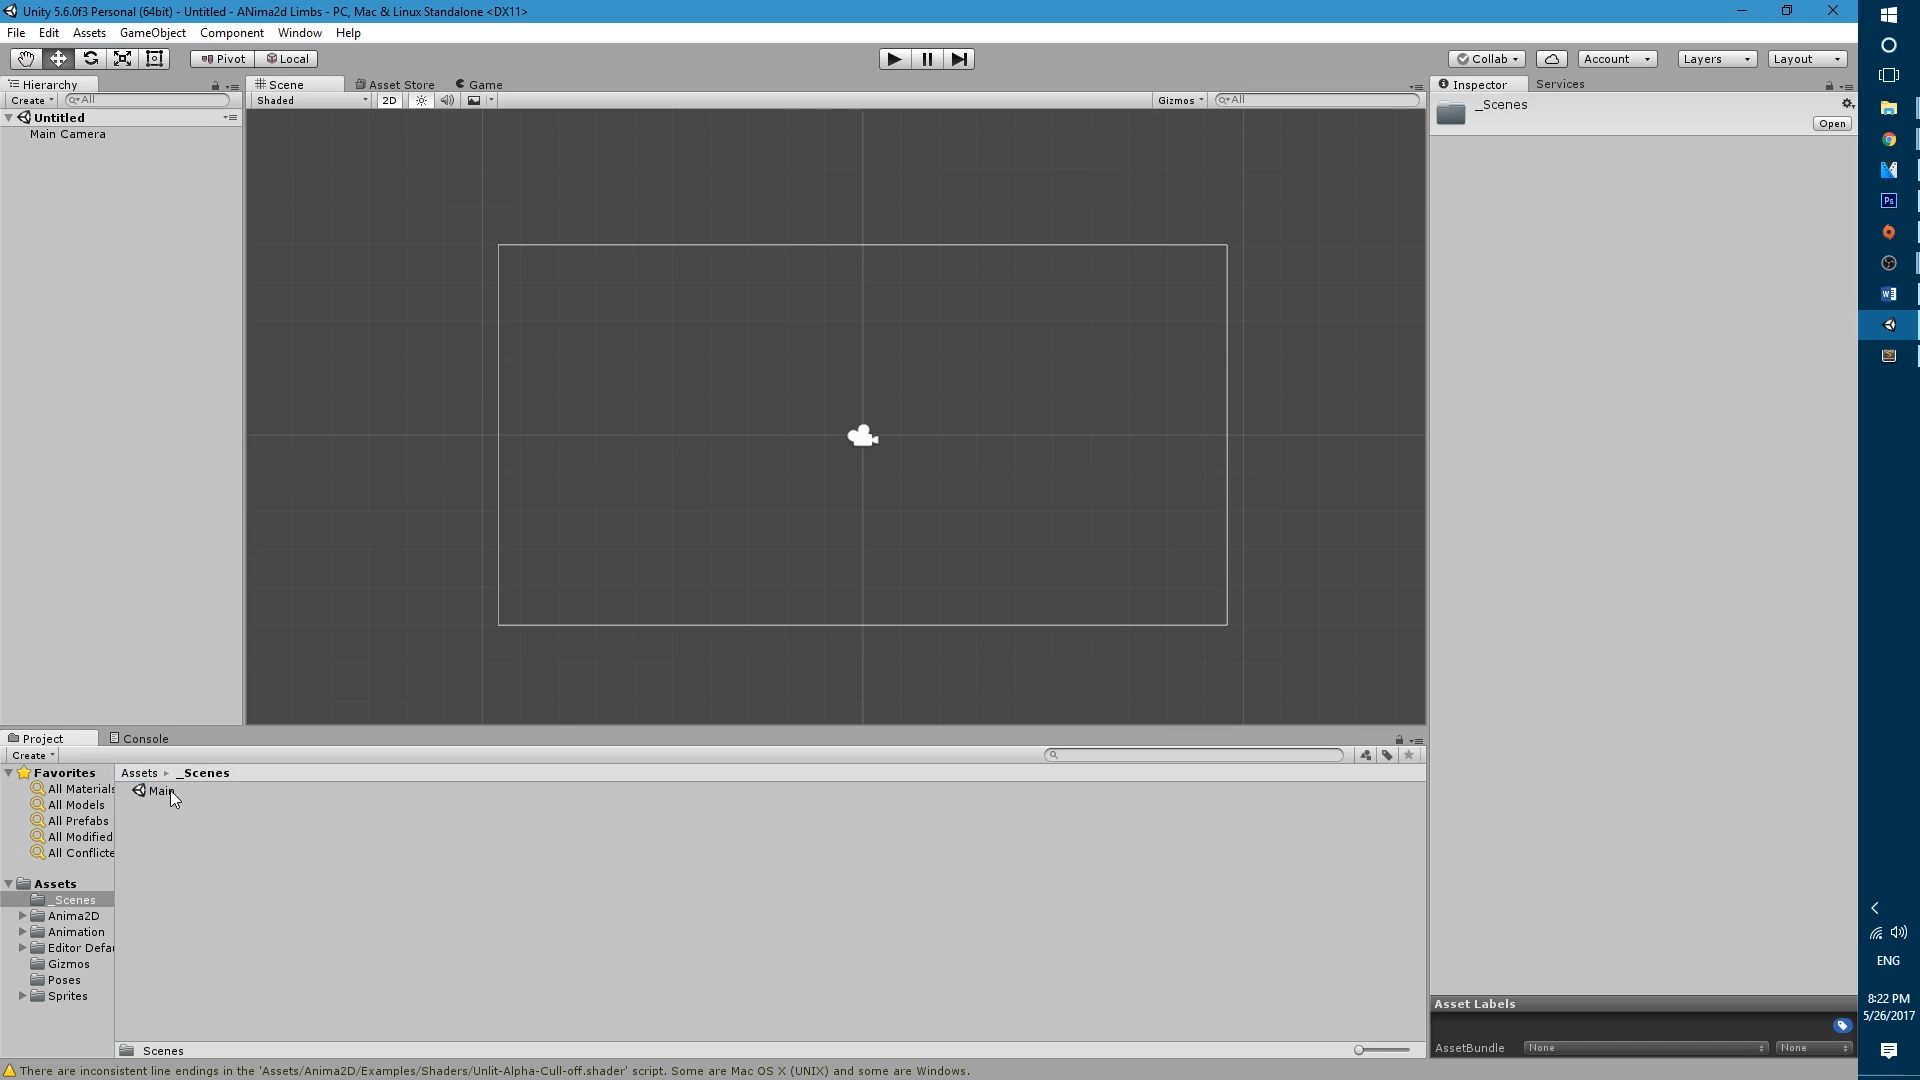 Unity 5.6.0f3 Personal (64bit) - Untitled - ANima2d Limbs - PC, Mac & Linux Standalone <DX11>
File Edit Assets GameObject Component Window Help
Pivot Local Collab Account Layers Layout
Hierarchy Scene Asset Store Game Inspector Services
Create All Shaded 2D Gizmos All
_Scenes
Open
Untitled
Main Camera
Ps
W
Project Console
Create
Favorites Assets _Scenes
All Materials Main
All Models
All Prefabs
All Modified
All Conflicte
Assets
_Scenes
Anima2D
Animation
Editor Defau
Gizmos
Poses
Sprites
ENG
8:22 PM
5/26/2017
Asset Labels
AssetBundle None None
Scenes
There are inconsistent line endings in the 'Assets/Anima2D/Examples/Shaders/Unlit-Alpha-Cull-off.shader' script. Some are Mac OS X (UNIX) and some are Windows.